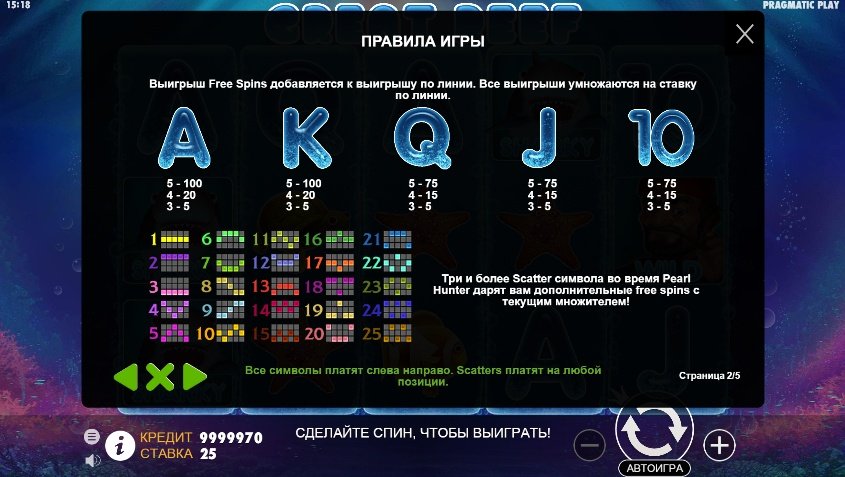 15:18
PRAGMATIC PLAY
ПРАВИЛА ИГРЫ
Выигрыш Free Spins добавляется к выигрышу по линии. Все выигрыши умножаются на ставку
по линии.
A K Q J 10
5 - 100 5 - 100 5 - 75 5 - 75 5 - 75
4 - 20 4 - 20 4 - 15 4 - 15 4 - 15
3 - 5 3 - 5 3 - 5 3 - 5 3 - 5
1 6 11 16 21
2 7 12 17 22
3 8 13 18 23
4 9 14 19 24
5 10 15 20 25
Три и более Scatter символа во время Pearl
Hunter дарят вам дополнительные free spins с
текущим множителем!
Все символы платят слева направо. Scatters платят на любой
позиции.
Страница 2/5
КРЕДИТ 9999970
СТАВКА 25
СДЕЛАЙТЕ СПИН, ЧТОБЫ ВЫИГРАТЬ!
АВТОИГРА